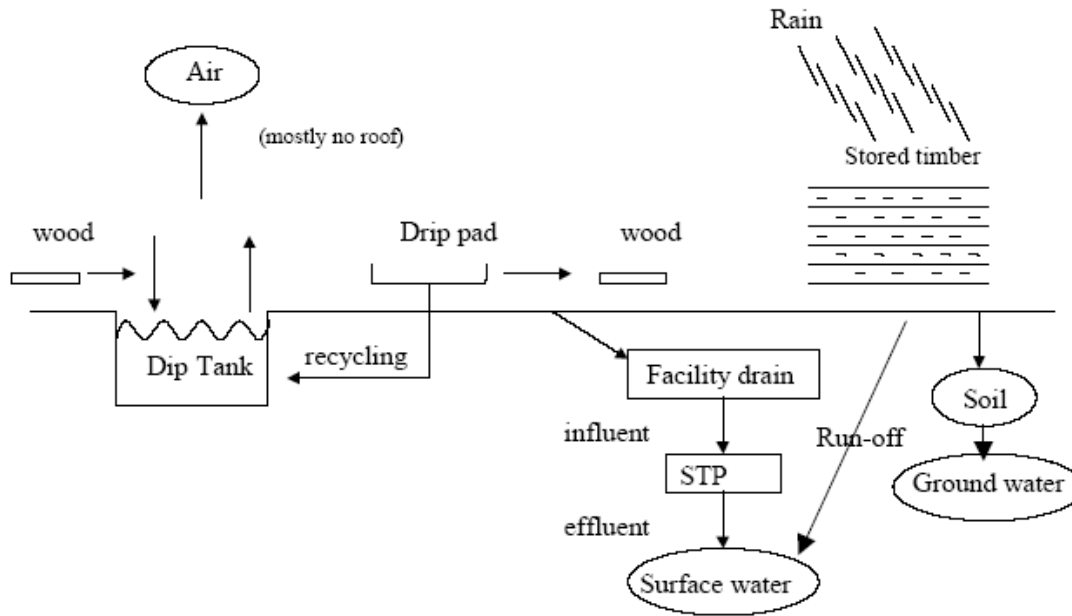 Rain
Air
(mostly no roof)
Stored timber
wood
Drip pad
wood
Dip Tank
recycling
Facility drain
Soil
influent
Run-off
STP
Ground water
effluent
Surface water